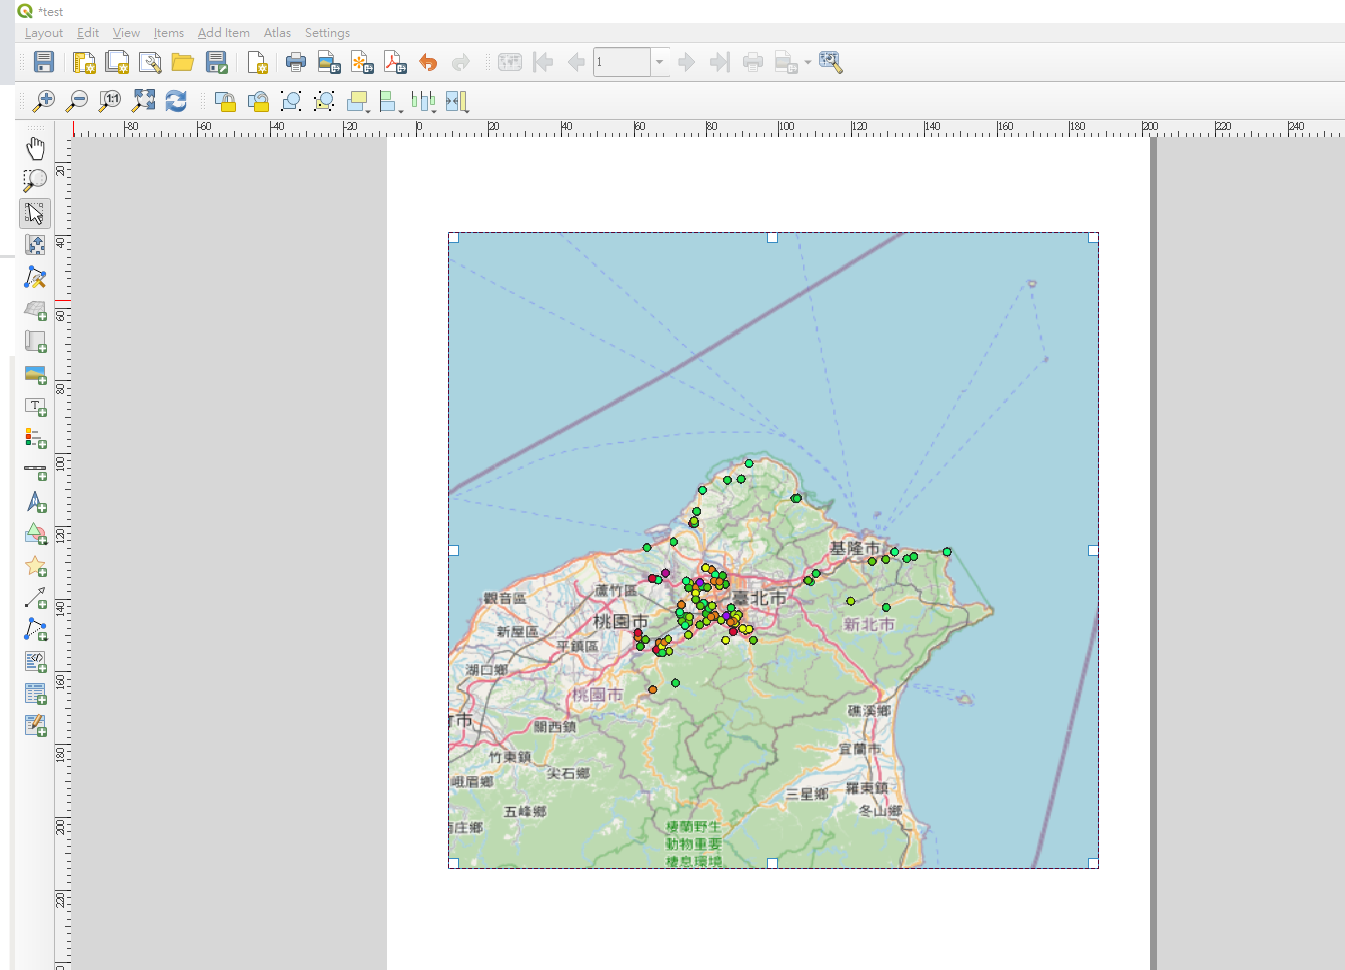 *test
Layout Edit View Items Add Item Atlas Settings
1
1:1
-80 -60 -40 -20 0 20 40 60 80 100 120 140 160 180 200 220 240
20
40
60
80
100
120
140
160
180
200
220
基隆市
蘆竹區
臺北市
觀音區
桃園市
新北市
新屋區
平鎮區
湖口鄉
桃園市
礁溪鄉
市
關西鎮
宜蘭市
竹東鎮
尖石鄉
峨眉鄉
三星鄉
羅東鎮
五峰鄉
冬山鄉
庄鄉
棲蘭野生
動物重要
棲息環境